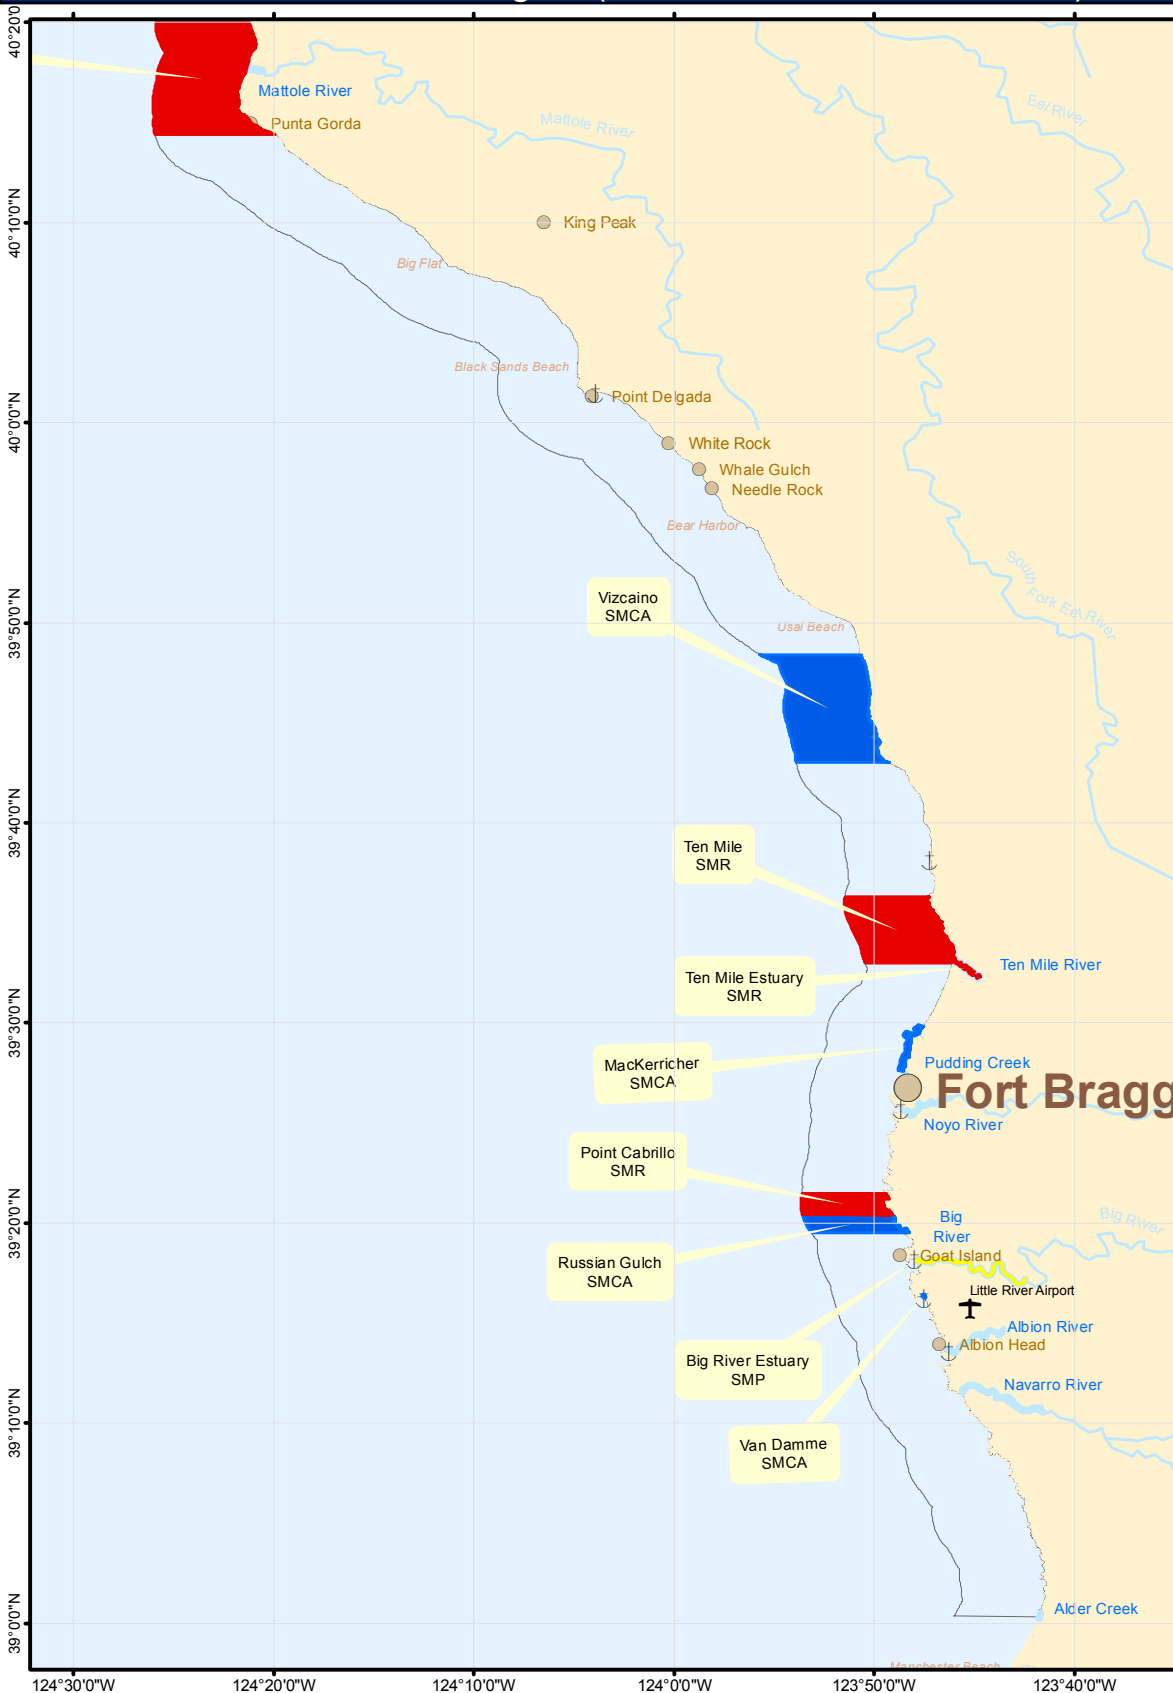 40°20'0
Mattole River
Punta Gorda
Mattole River
Eel River
40°10'0"N
King Peak
Big Flat
Black Sands Beach
Point Delgada
40°0'0"N
White Rock
Whale Gulch
Needle Rock
Bear Harbor
South
Fork Eel River
Vizcaino
SMCA
39°50'0"N
Usal Beach
39°40'0"N
Ten Mile
SMR
Ten Mile River
Ten Mile Estuary
SMR
39°30'0"N
MacKerricher
SMCA
Pudding Creek
Fort Bragg
Noyo River
Point Cabrillo
SMR
39°20'0"N
Big
River
Big River
Goat Island
Russian Gulch
SMCA
Little River Airport
Albion River
Albion Head
Big River Estuary
SMP
Navarro River
39°10'0"N
Van Damme
SMCA
39°0'0"N
Alder Creek
Manchester Beach
124°30'0"W
124°20'0"W
124°10'0"W
124°0'0"W
123°50'0"W
123°40'0"W